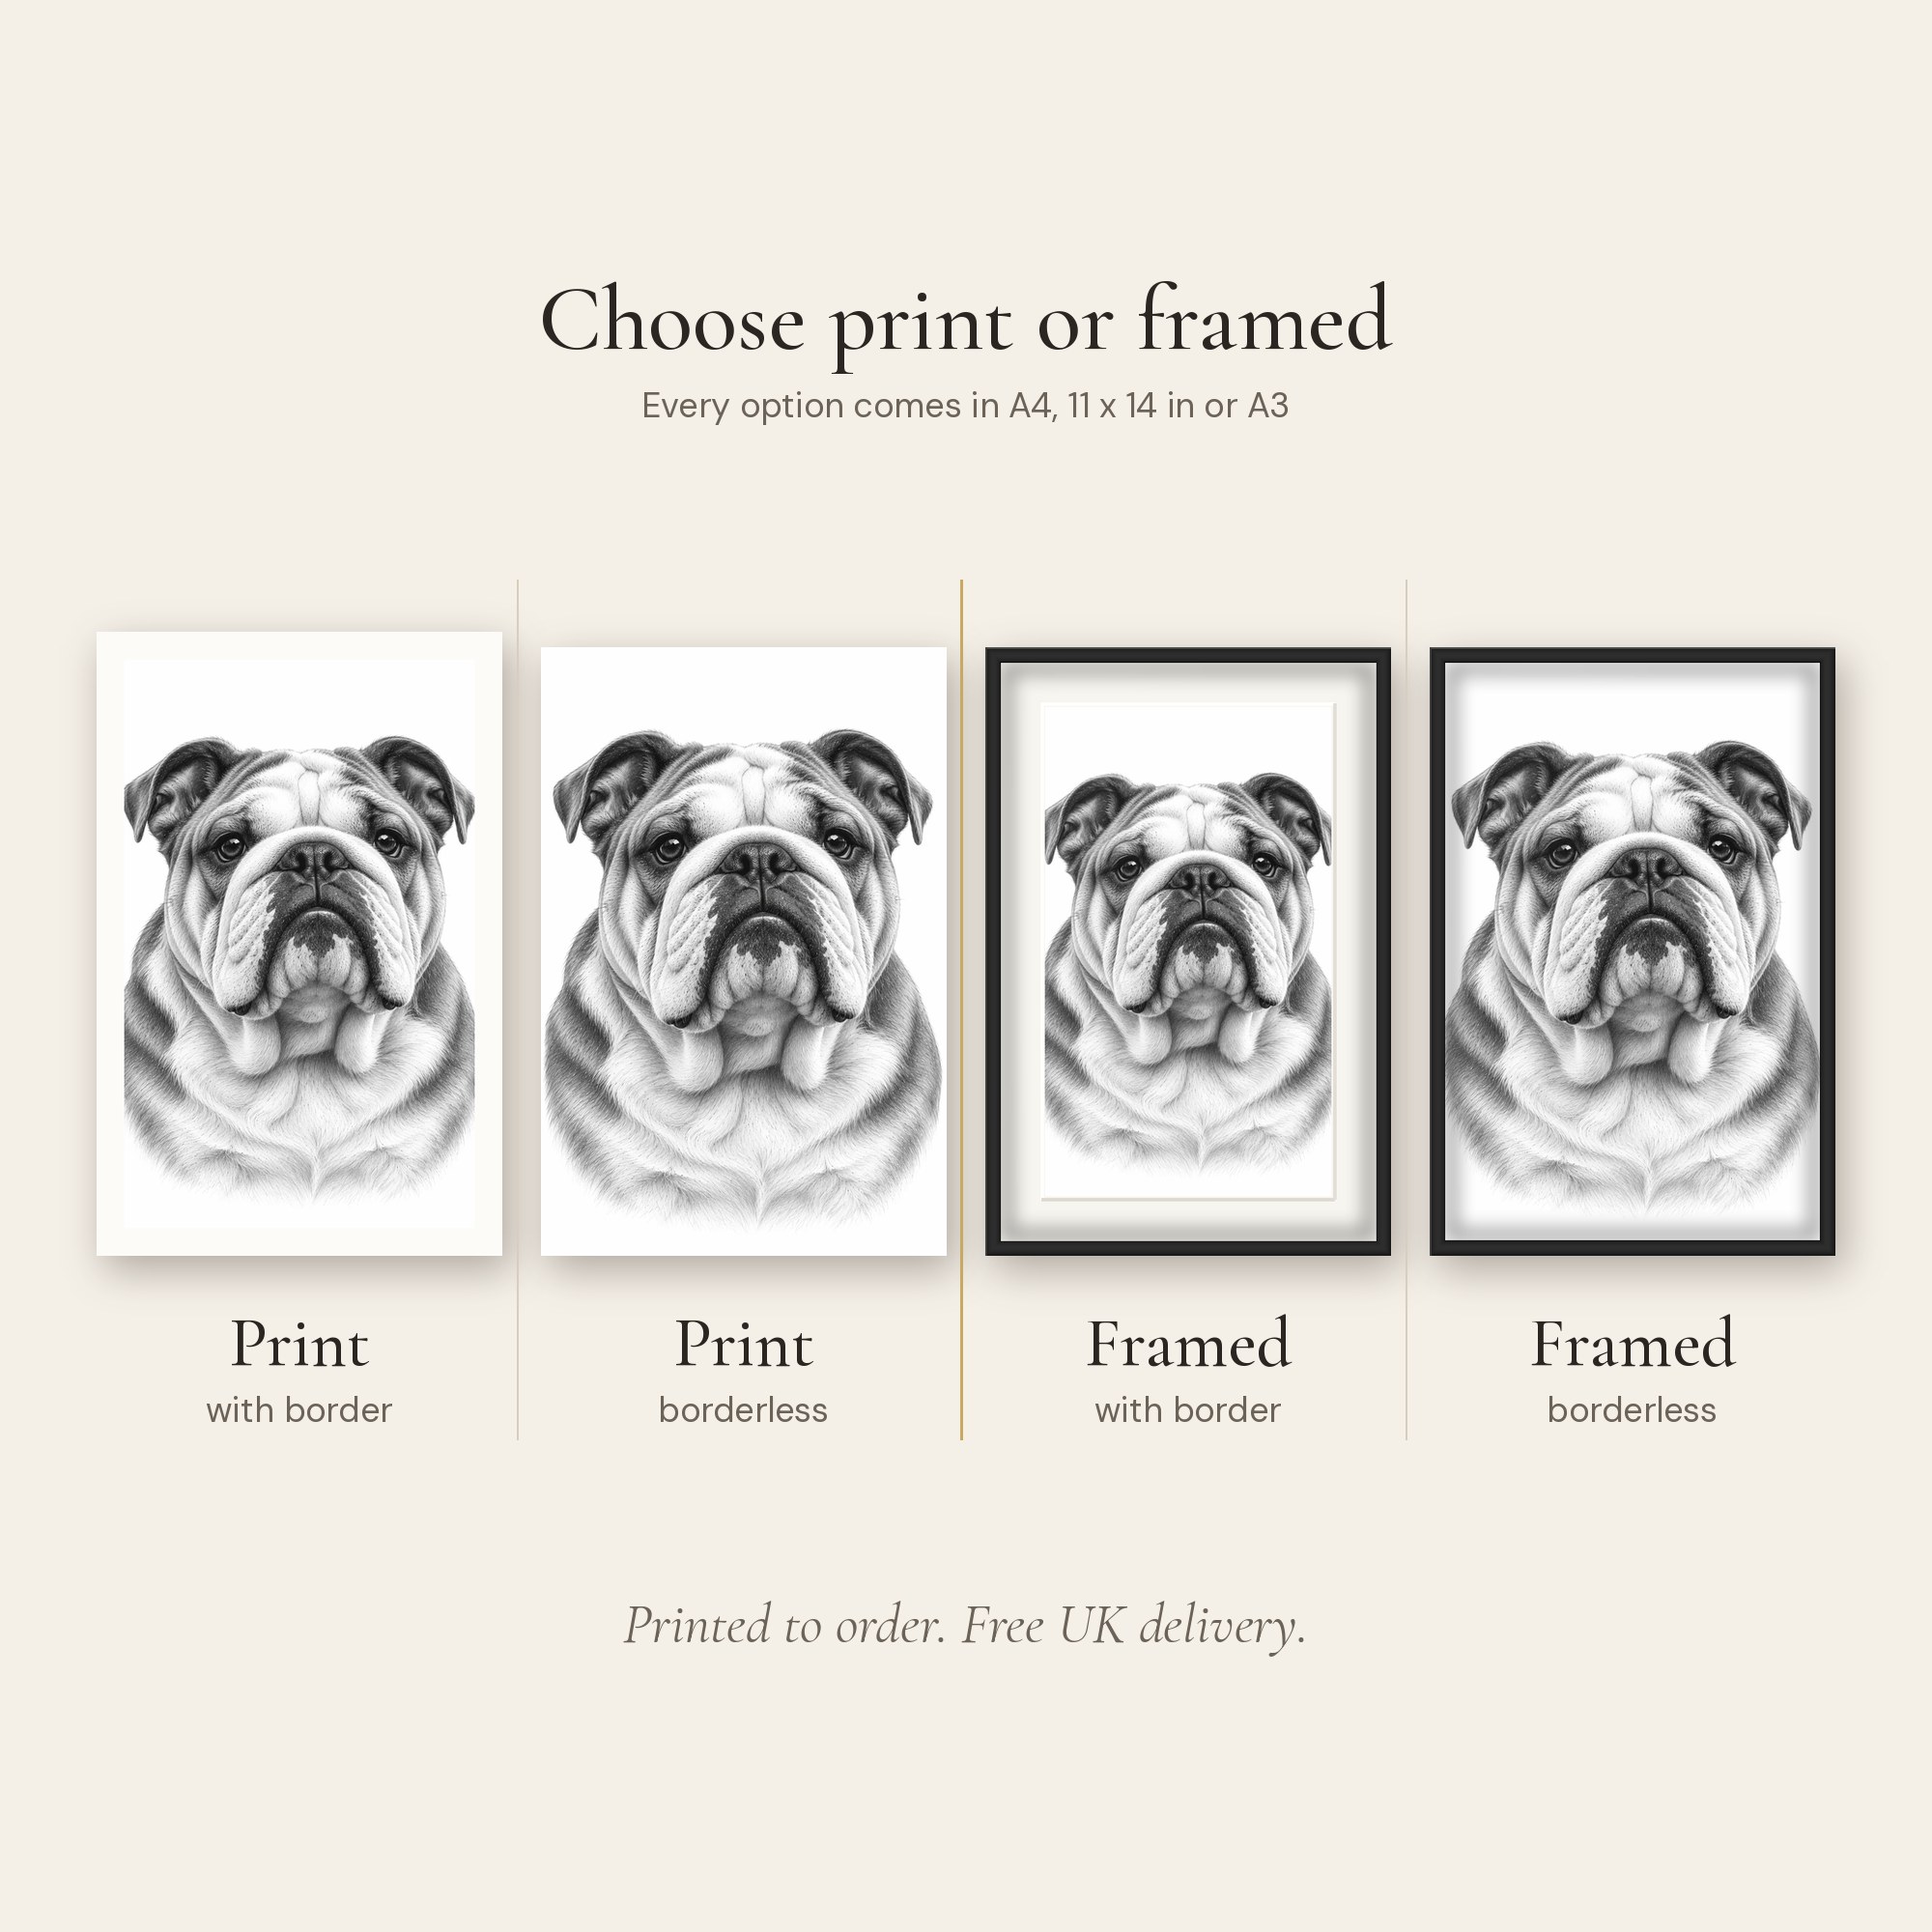 Choose print or framed
Every option comes in A4, 11 x 14 in or A3
Print
with border
Print
borderless
Framed
with border
Framed
borderless
Printed to order. Free UK delivery.